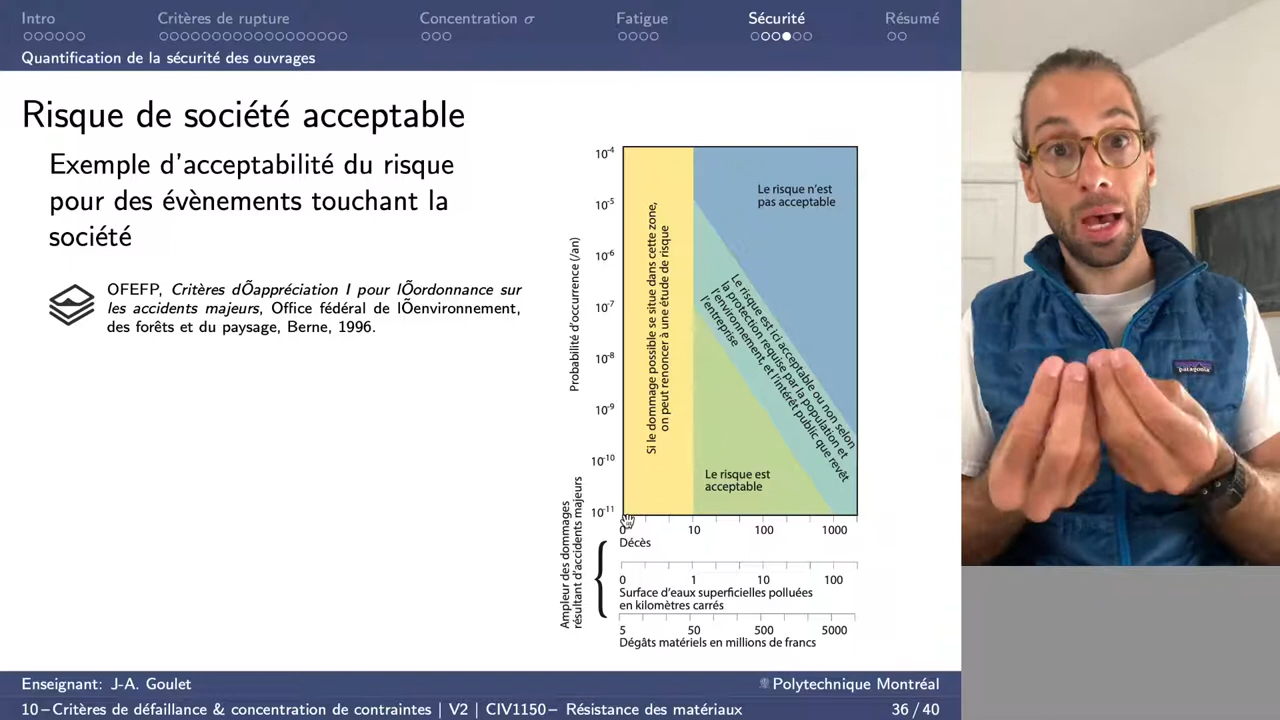 Intro
Critères de rupture
Concentration σ
Fatigue
Sécurité
Résumé
Quantification de la sécurité des ouvrages
Risque de société acceptable
Exemple d'acceptabilité du risque
pour des évènements touchant la
société
OFEFP, Critères dÕappréciation I pour lÕordonnance sur
les accidents majeurs, Office fédéral de lÕenvironnement,
des forêts et du paysage, Berne, 1996.
Probabilité d'occurrence (/an)
10-4
10-5
10-6
10-7
10-8
10-9
10-10
10-11
Si le dommage possible se situe dans cette zone,
on peut renoncer à une étude de risque
Le risque n'est
pas acceptable
Le risque est ici acceptable ou non selon
la protection requise par la population et
l'environnement, et l'intérêt public que revêt
l'entreprise
Le risque est
acceptable
Ampleur des dommages
résultant d'accidents majeurs
0 10 100 1000
Décès
0 1 10 100
Surface d'eaux superficielles polluées
en kilomètres carrés
5 50 500 5000
Dégâts matériels en millions de francs
patagonia
Enseignant: J-A. Goulet
Polytechnique Montréal
10 – Critères de défaillance & concentration de contraintes | V2 | CIV1150 – Résistance des matériaux
36 / 40